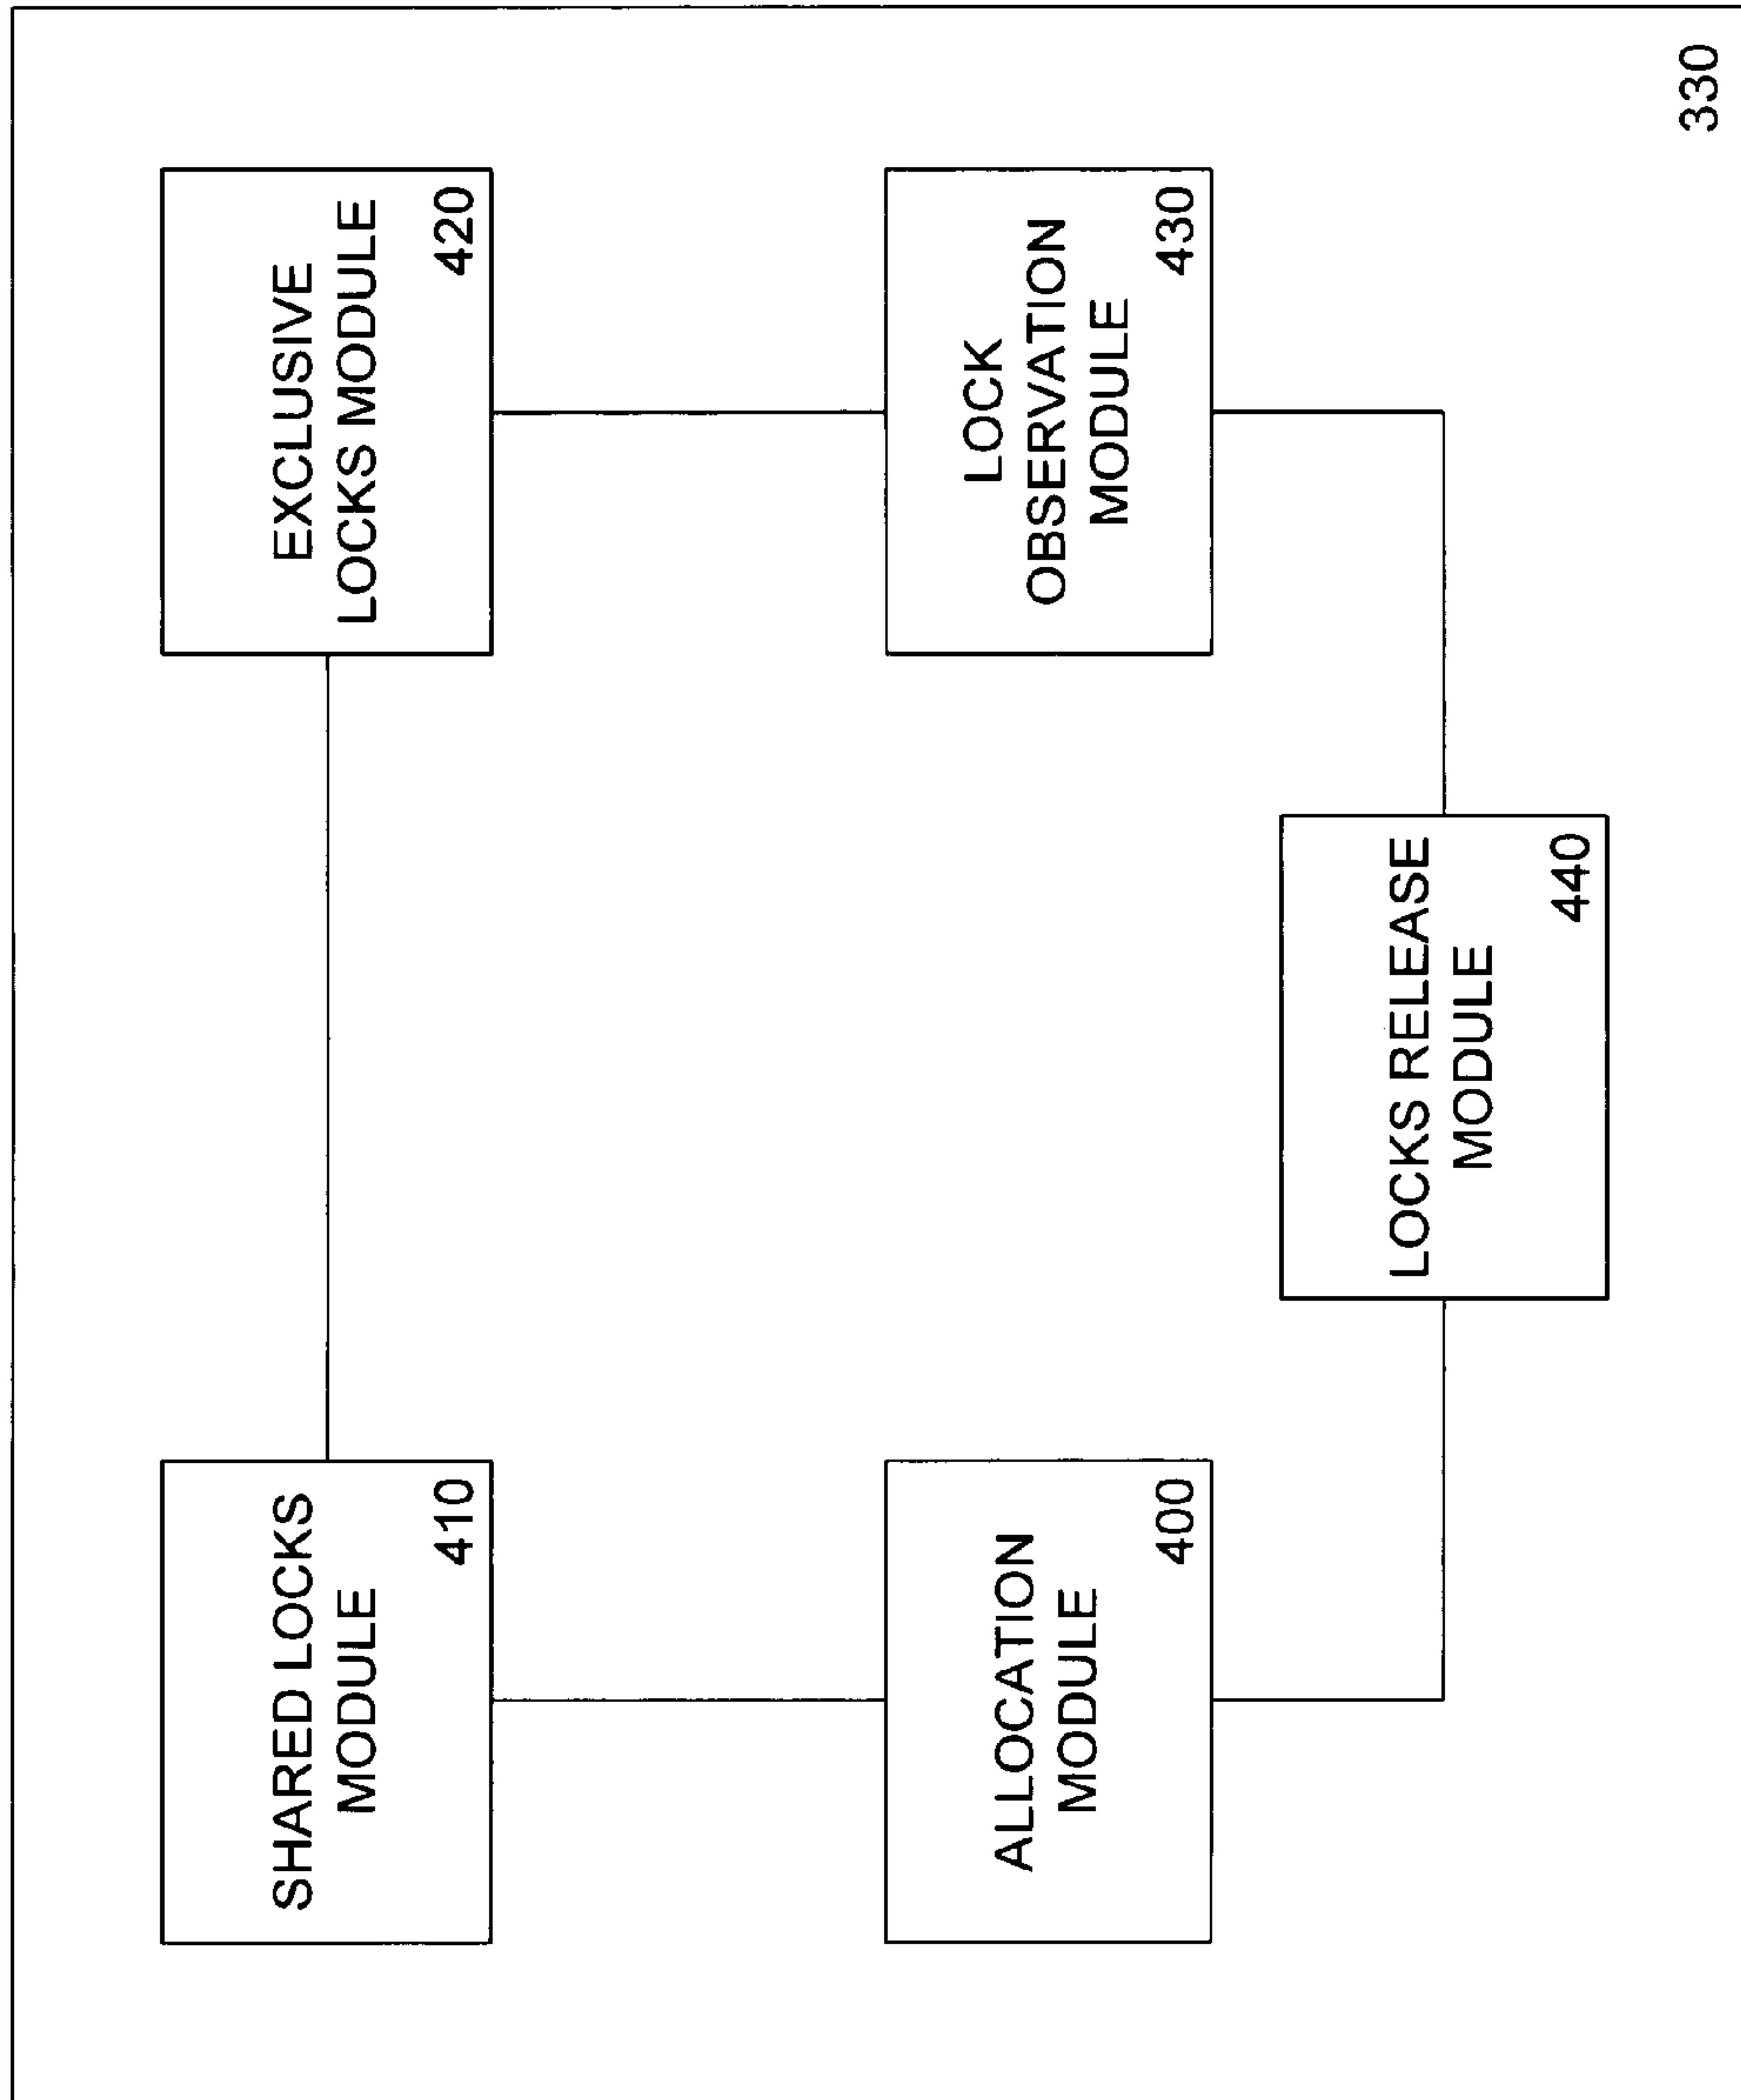 SHARED LOCKS
MODULE
410
EXCLUSIVE
LOCKS MODULE
420
ALLOCATION
MODULE
400
LOCK
OBSERVATION
MODULE
430
LOCKS RELEASE
MODULE
440
330